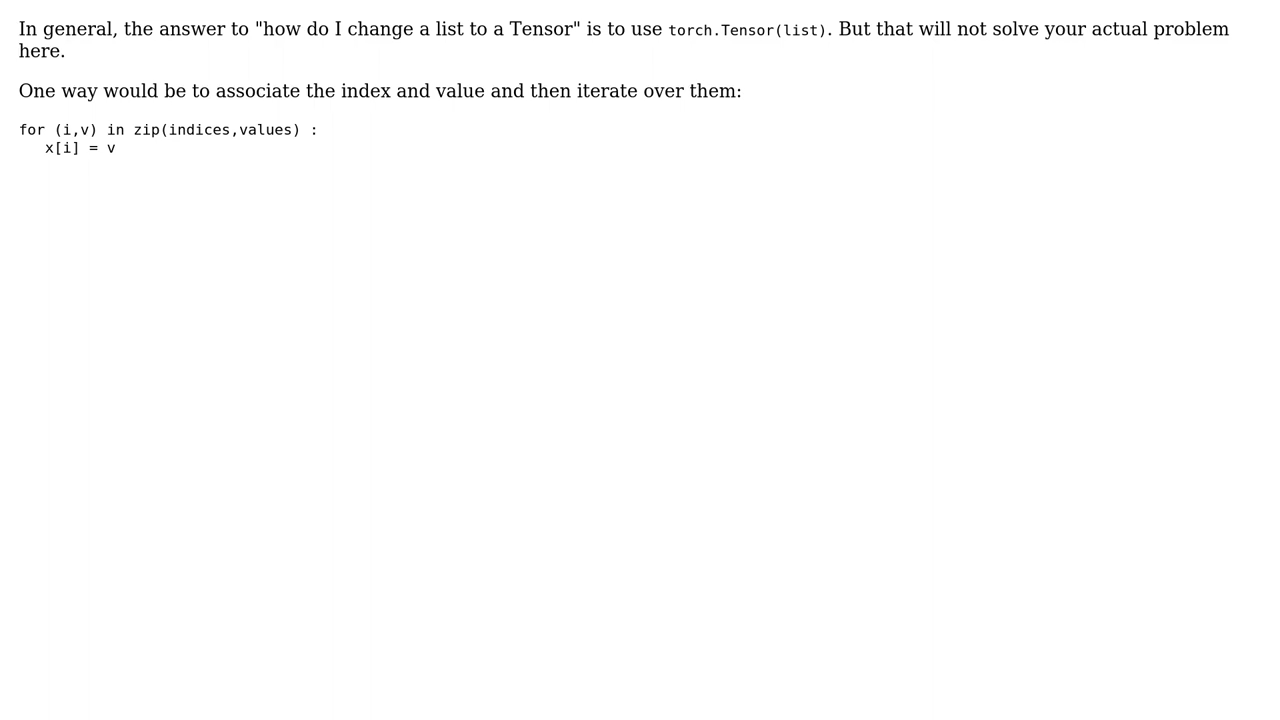 In general, the answer to "how do I change a list to a Tensor" is to use torch.Tensor(list). But that will not solve your actual problem
here.
One way would be to associate the index and value and then iterate over them:
for (i,v) in zip(indices,values) :
   x[i] = v